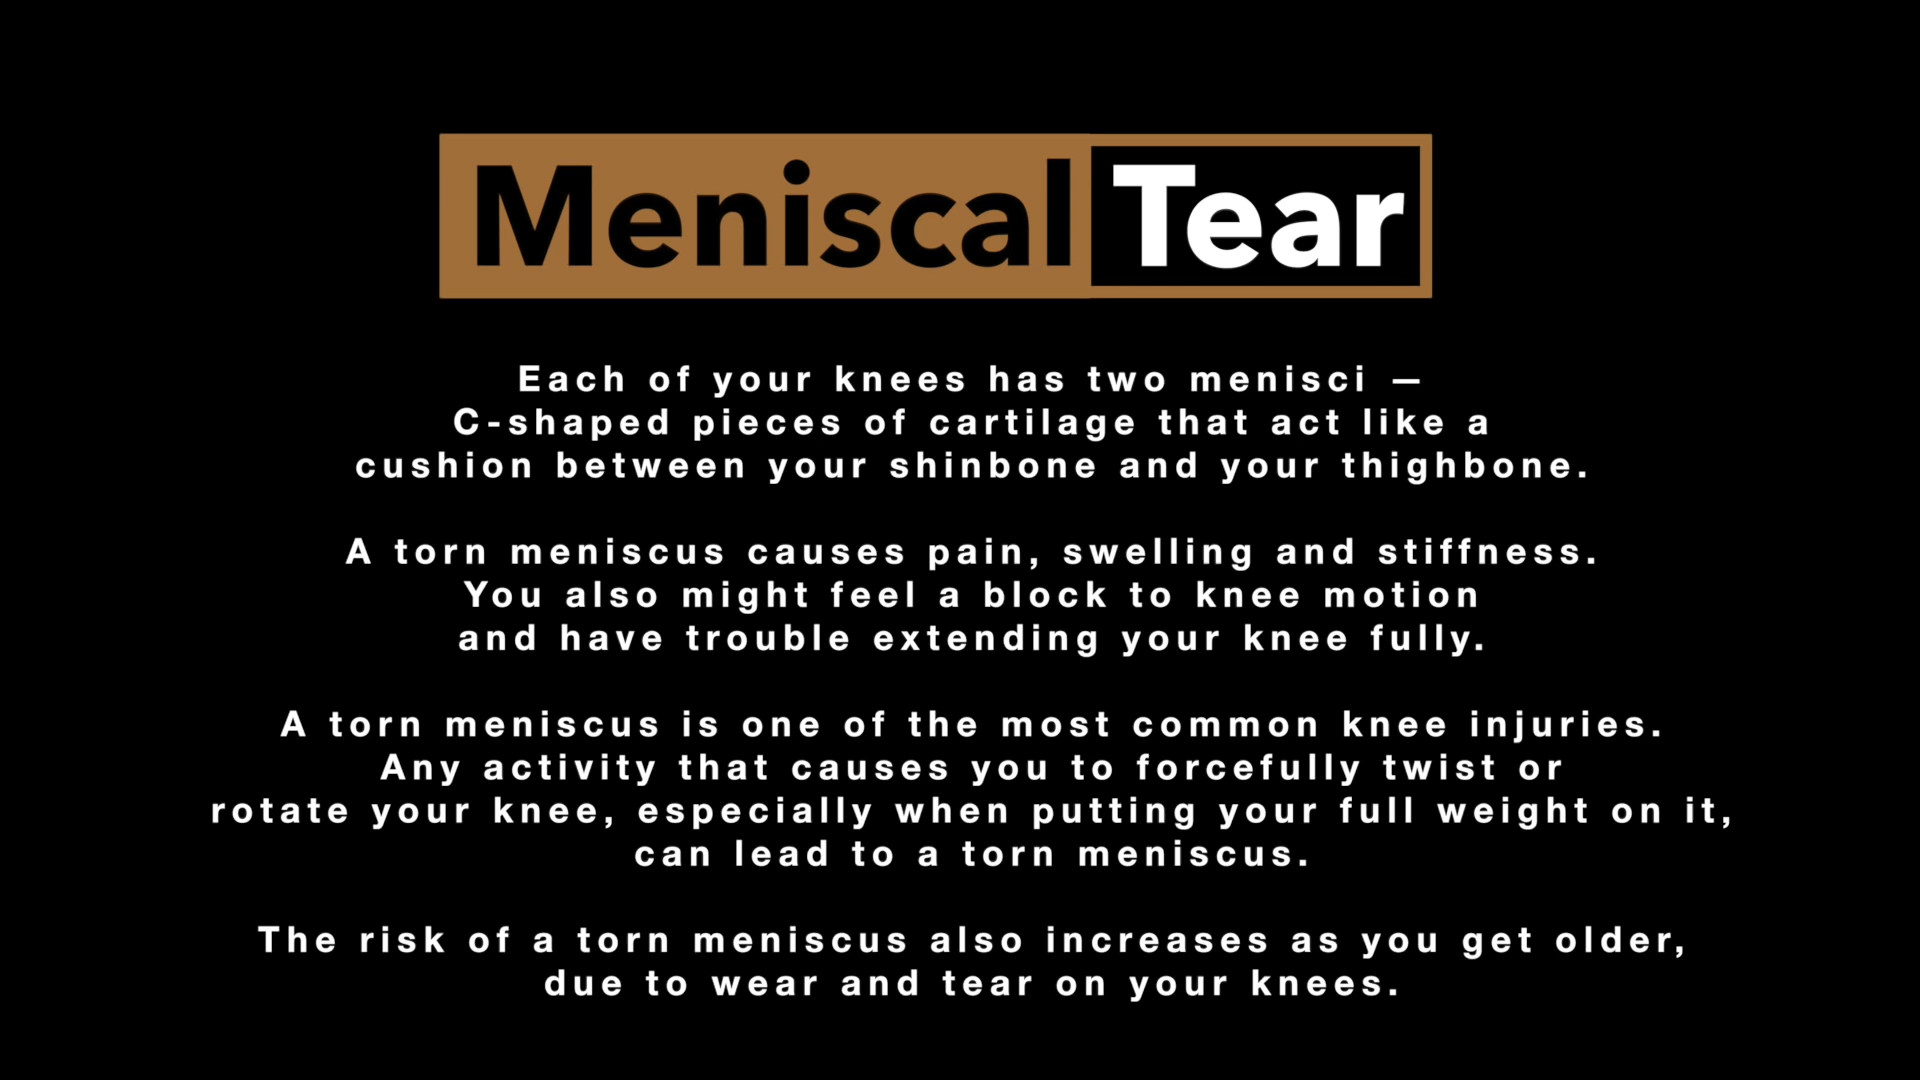 Meniscal Tear
Each of your knees has two menisci —
C-shaped pieces of cartilage that act like a
cushion between your shinbone and your thighbone.
A torn meniscus causes pain, swelling and stiffness.
You also might feel a block to knee motion
and have trouble extending your knee fully.
A torn meniscus is one of the most common knee injuries.
Any activity that causes you to forcefully twist or
rotate your knee, especially when putting your full weight on it,
can lead to a torn meniscus.
The risk of a torn meniscus also increases as you get older,
due to wear and tear on your knees.